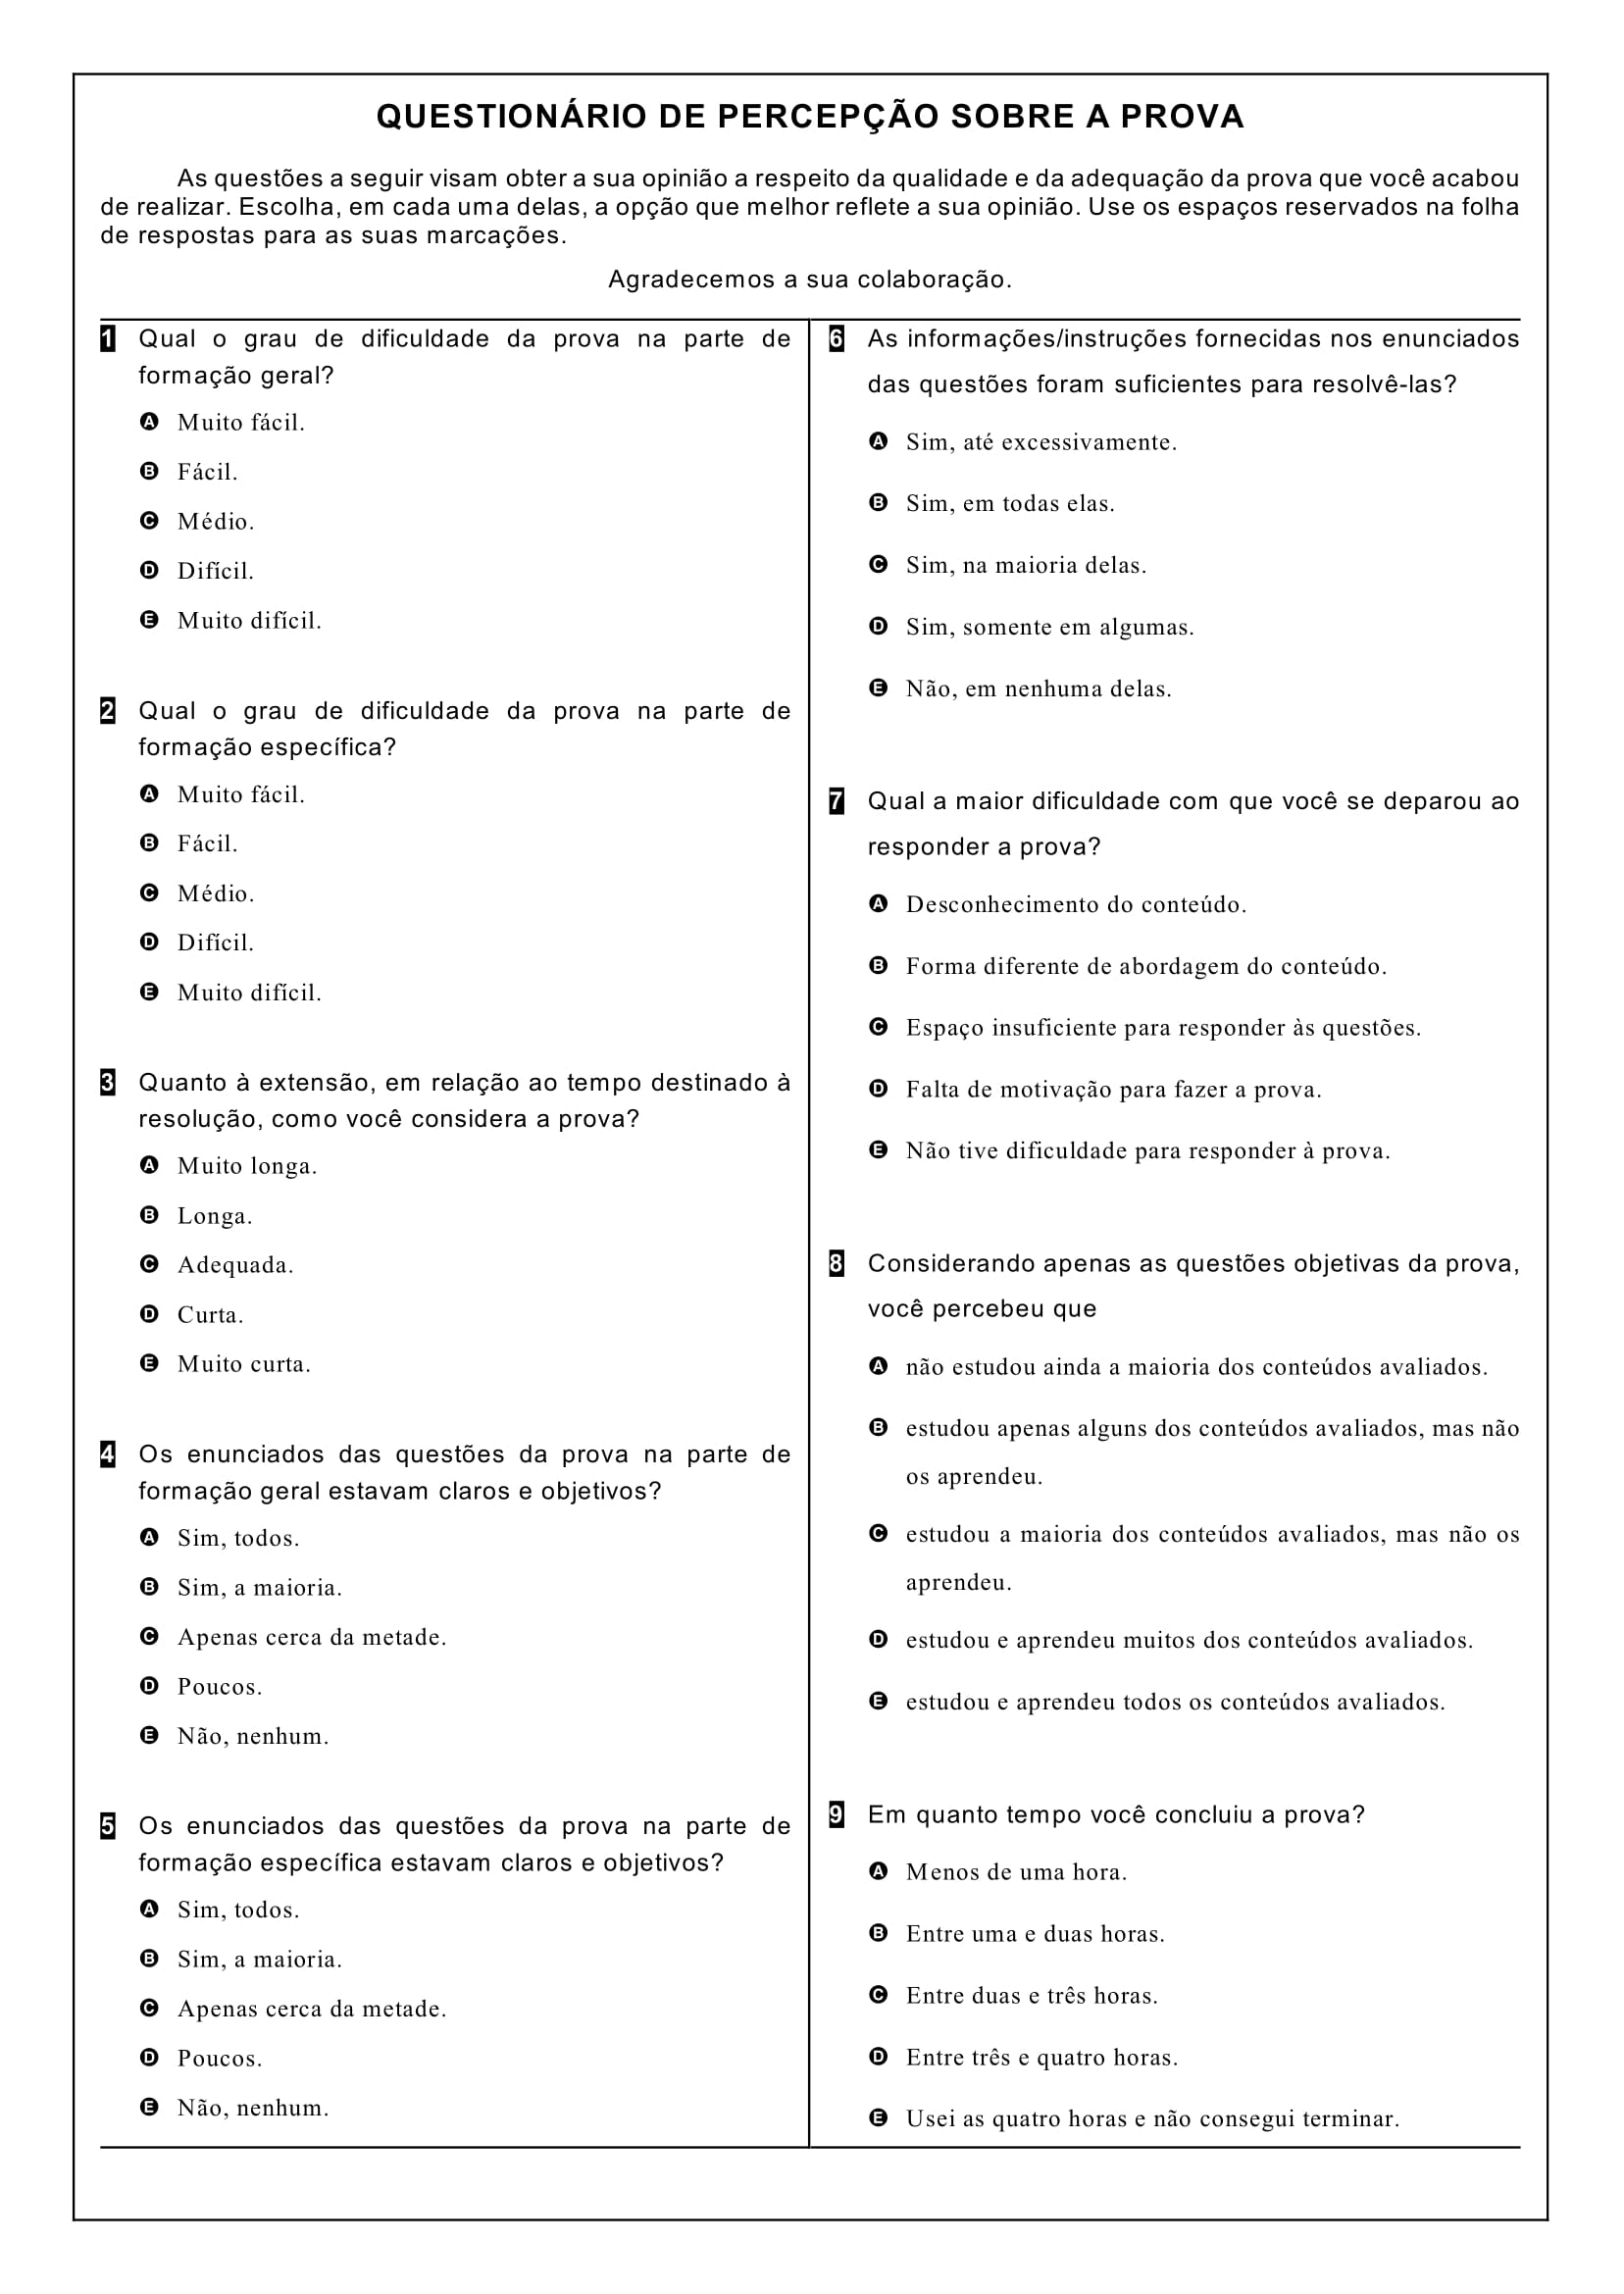 QUESTIONÁRIO DE PERCEPÇÃO SOBRE A PROVA
As questões a seguir visam obter a sua opinião a respeito da qualidade e da adequação da prova que você acabou
de realizar. Escolha, em cada uma delas, a opção que melhor reflete a sua opinião. Use os espaços reservados na folha
de respostas para as suas marcações.
Agradecemos a sua colaboração.
1 Qual o grau de dificuldade da prova na parte de
formação geral?
A Muito fácil.
B Fácil.
C Médio.
D Difícil.
E Muito difícil.
2 Qual o grau de dificuldade da prova na parte de
formação específica?
A Muito fácil.
B Fácil.
C Médio.
D Difícil.
E Muito difícil.
3 Quanto à extensão, em relação ao tempo destinado à
resolução, como você considera a prova?
A Muito longa.
B Longa.
C Adequada.
D Curta.
E Muito curta.
4 Os enunciados das questões da prova na parte de
formação geral estavam claros e objetivos?
A Sim, todos.
B Sim, a maioria.
C Apenas cerca da metade.
D Poucos.
E Não, nenhum.
5 Os enunciados das questões da prova na parte de
formação específica estavam claros e objetivos?
A Sim, todos.
B Sim, a maioria.
C Apenas cerca da metade.
D Poucos.
E Não, nenhum.
6 As informações/instruções fornecidas nos enunciados
das questões foram suficientes para resolvê-las?
A Sim, até excessivamente.
B Sim, em todas elas.
C Sim, na maioria delas.
D Sim, somente em algumas.
E Não, em nenhuma delas.
7 Qual a maior dificuldade com que você se deparou ao
responder a prova?
A Desconhecimento do conteúdo.
B Forma diferente de abordagem do conteúdo.
C Espaço insuficiente para responder às questões.
D Falta de motivação para fazer a prova.
E Não tive dificuldade para responder à prova.
8 Considerando apenas as questões objetivas da prova,
você percebeu que
A não estudou ainda a maioria dos conteúdos avaliados.
B estudou apenas alguns dos conteúdos avaliados, mas não
os aprendeu.
C estudou a maioria dos conteúdos avaliados, mas não os
aprendeu.
D estudou e aprendeu muitos dos conteúdos avaliados.
E estudou e aprendeu todos os conteúdos avaliados.
9 Em quanto tempo você concluiu a prova?
A Menos de uma hora.
B Entre uma e duas horas.
C Entre duas e três horas.
D Entre três e quatro horas.
E Usei as quatro horas e não consegui terminar.